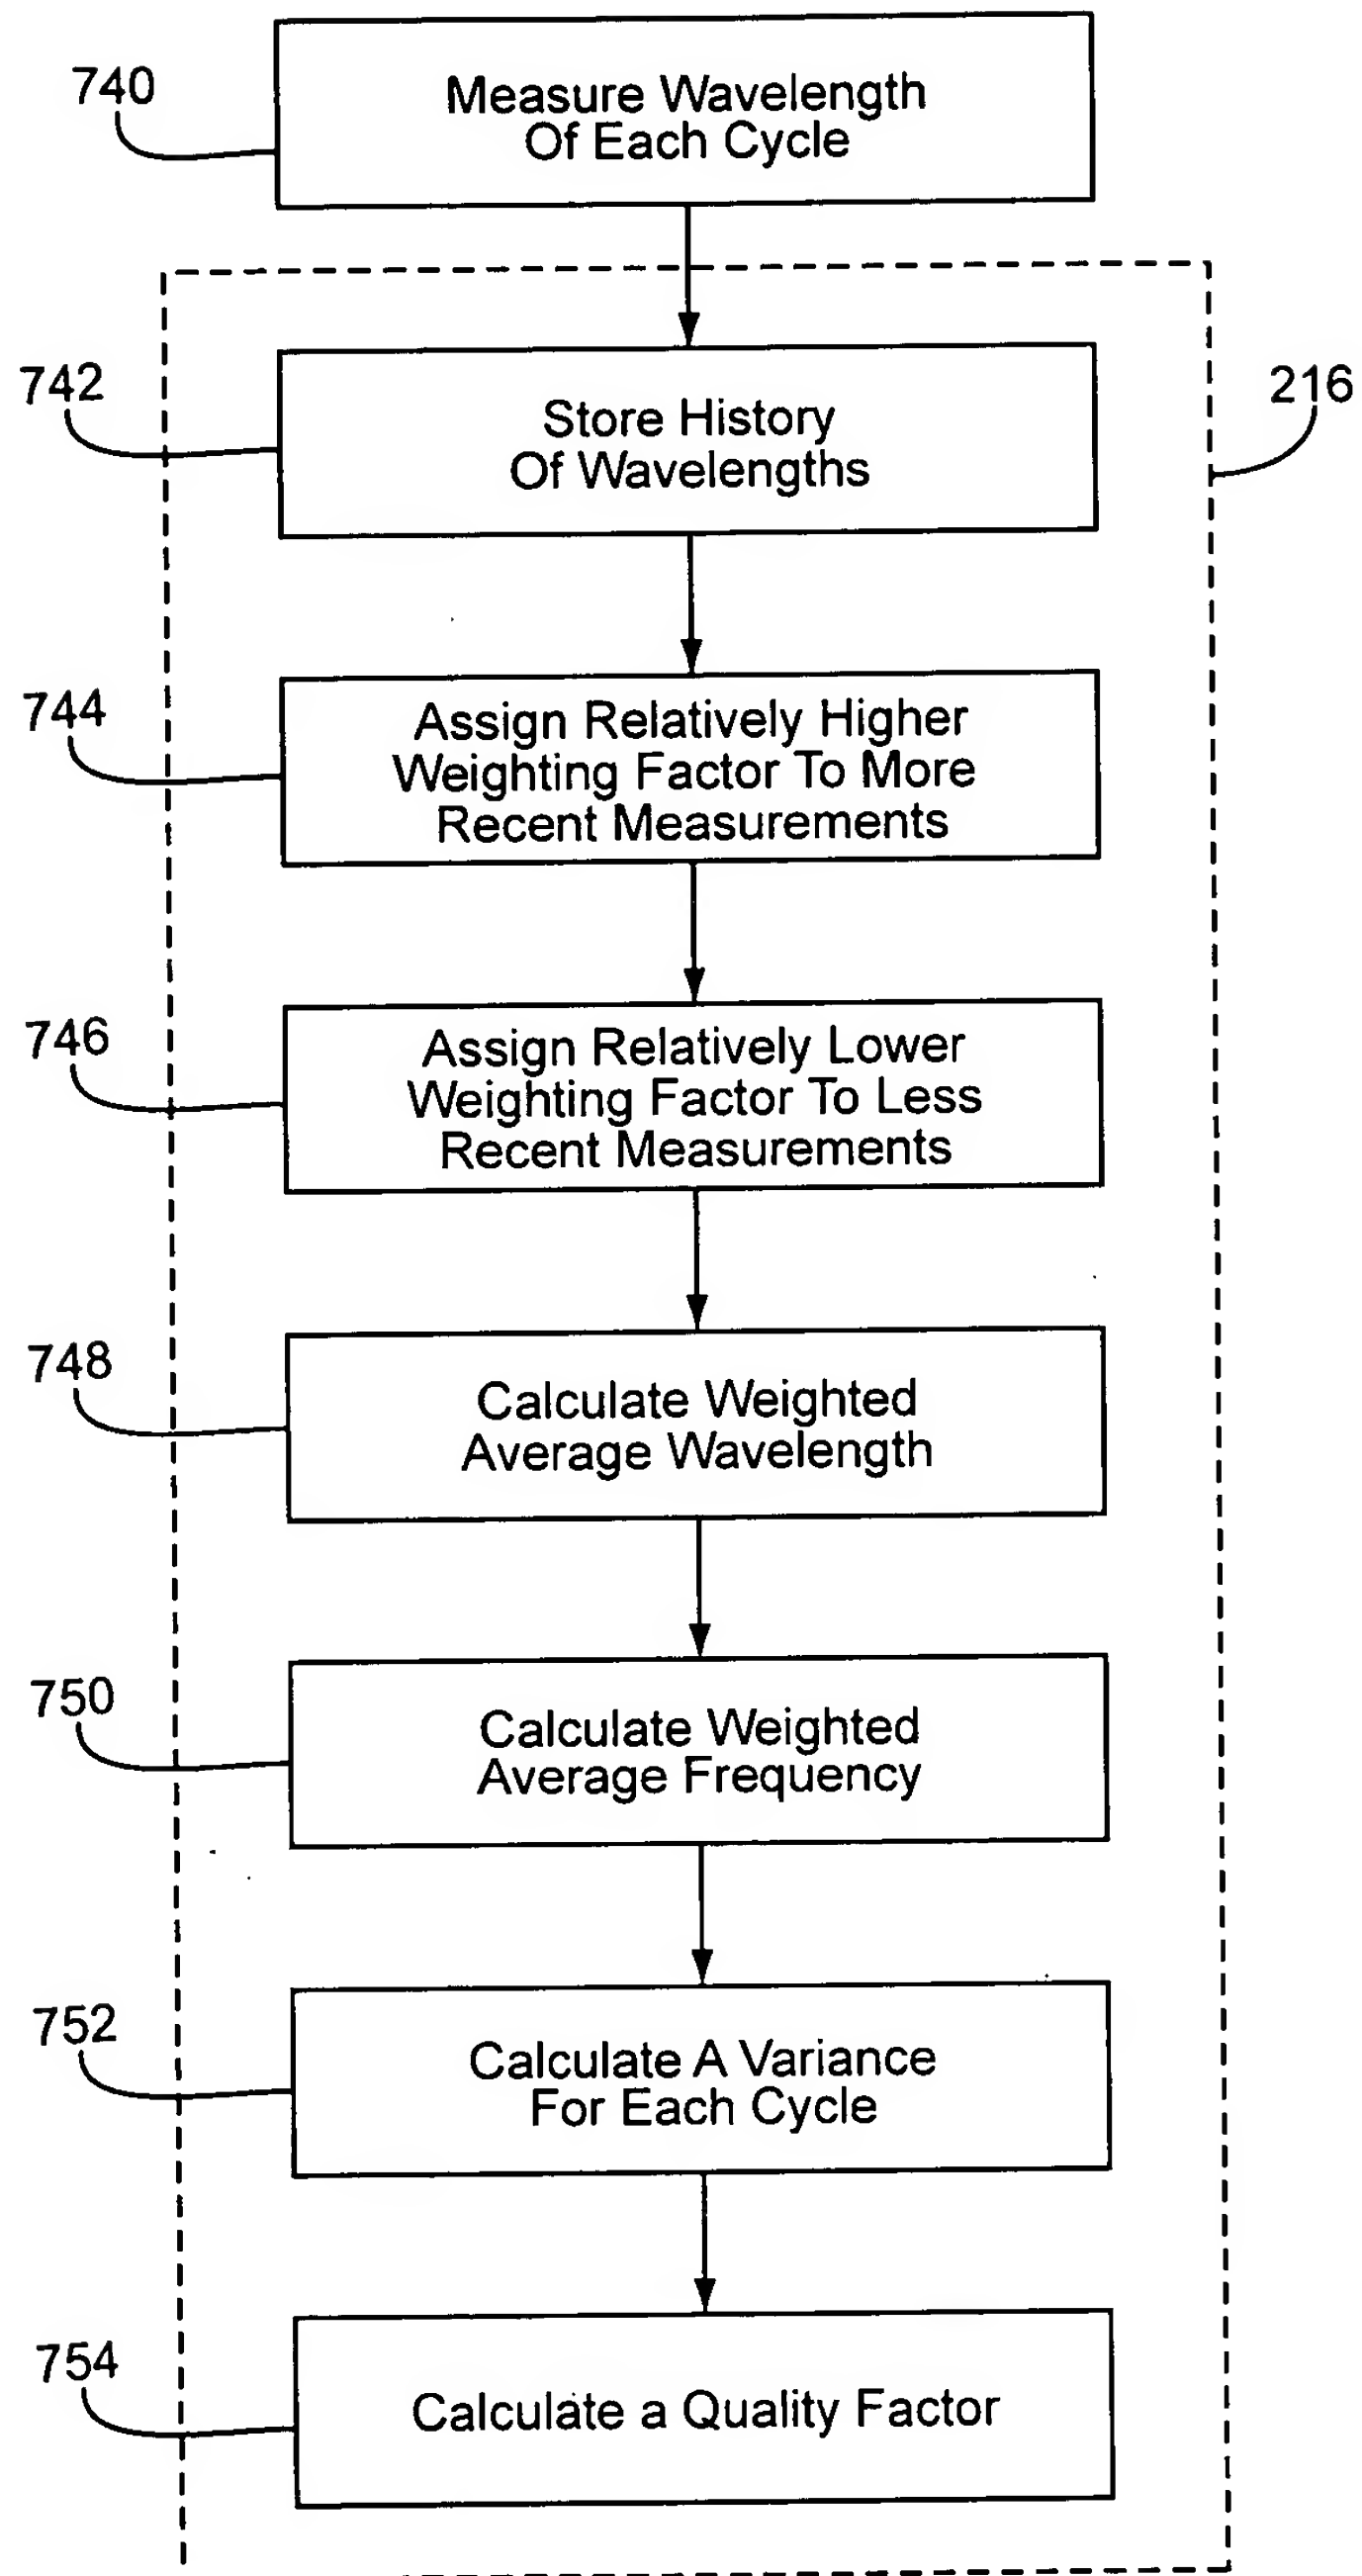 740
Measure Wavelength
Of Each Cycle
742
Store History
Of Wavelengths
216
744
Assign Relatively Higher
Weighting Factor To More
Recent Measurements
746
Assign Relatively Lower
Weighting Factor To Less
Recent Measurements
748
Calculate Weighted
Average Wavelength
750
Calculate Weighted
Average Frequency
752
Calculate A Variance
For Each Cycle
754
Calculate a Quality Factor